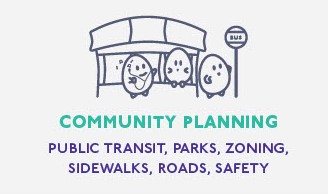 BUS
COMMUNITY PLANNING
PUBLIC TRANSIT, PARKS, ZONING,
SIDEWALKS, ROADS, SAFETY